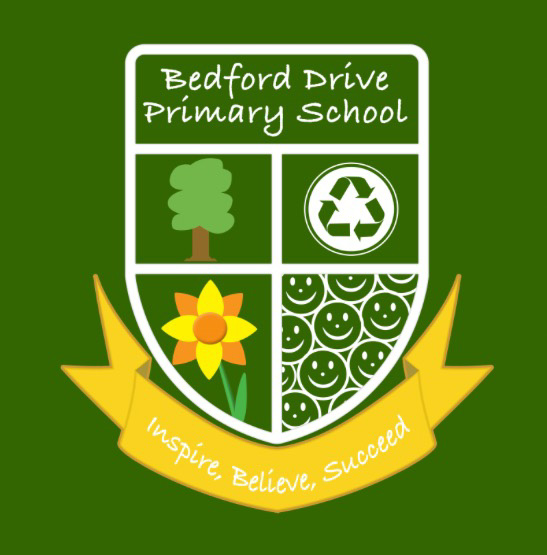 Bedford Drive
Primary School
Inspire, Believe, Succeed